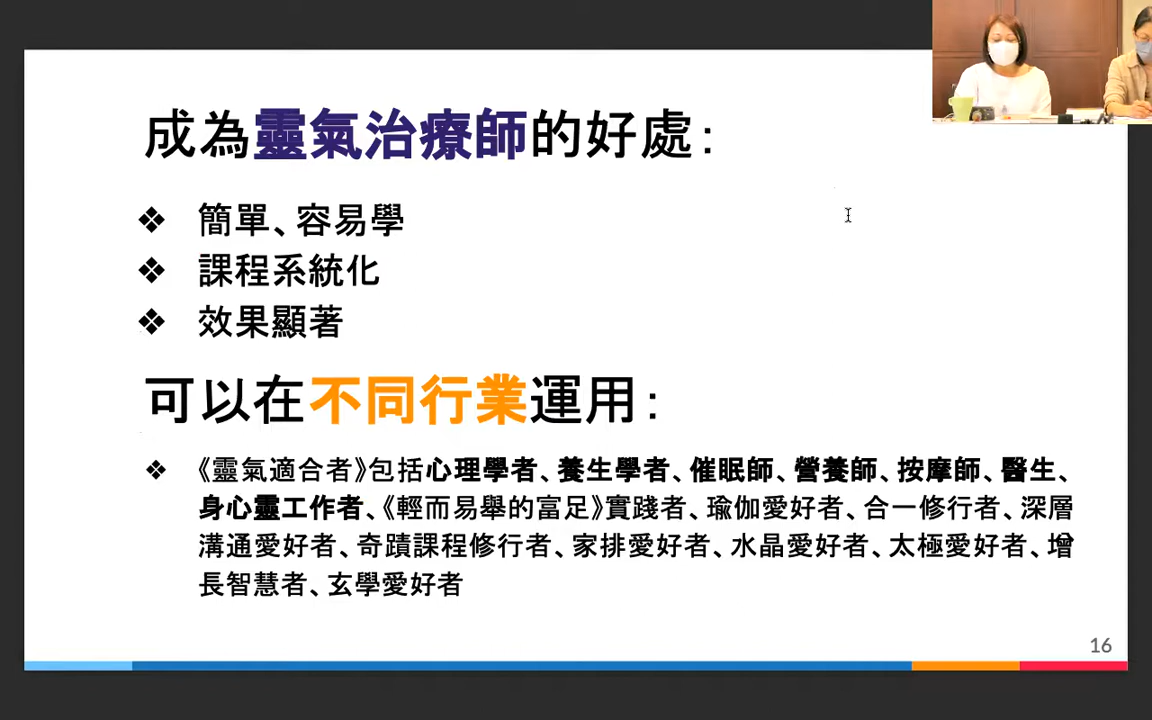 成為靈氣治療師的好處：
❖ 簡單、容易學
❖ 課程系統化
❖ 效果顯著
可以在不同行業運用：
❖ 《靈氣適合者》包括心理學者、養生學者、催眠師、營養師、按摩師、醫生、
身心靈工作者、《輕而易舉的富足》實踐者、瑜伽愛好者、合一修行者、深層
溝通愛好者、奇蹟課程修行者、家排愛好者、水晶愛好者、太極愛好者、增
長智慧者、玄學愛好者
16